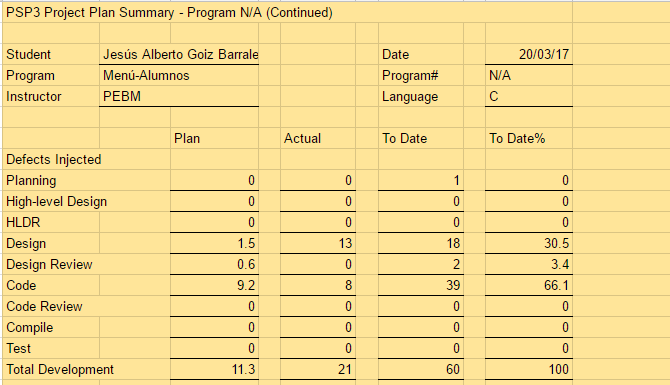 PSP3 Project Plan Summary - Program N/A (Continued)
Student Jesús Alberto Goiz Barrale Date 20/03/17
Program Menú-Alumnos Program# N/A
Instructor PEBM Language C
Plan Actual To Date To Date%
Defects Injected
Planning 0 0 1 0
High-level Design 0 0 0 0
HLDR 0 0 0 0
Design 1.5 13 18 30.5
Design Review 0.6 0 2 3.4
Code 9.2 8 39 66.1
Code Review 0 0 0 0
Compile 0 0 0 0
Test 0 0 0 0
Total Development 11.3 21 60 100